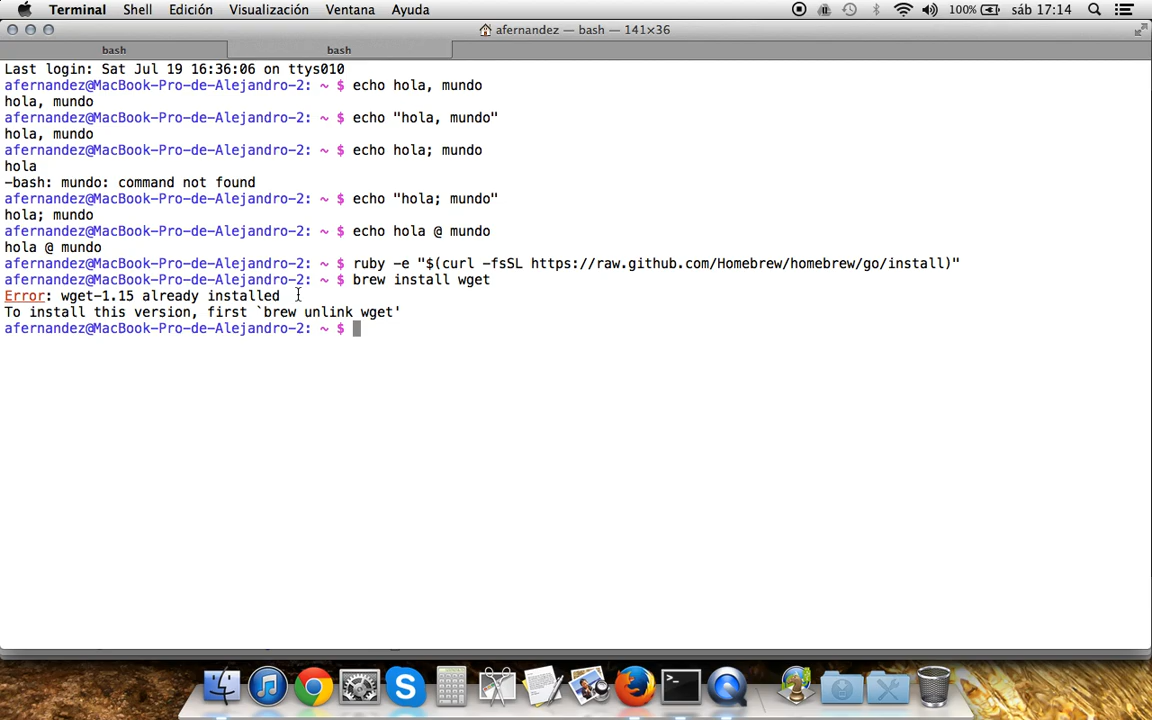 Terminal Shell Edición Visualización Ventana Ayuda 100% sáb 17:14
afernandez — bash — 141×36
bash bash
Last login: Sat Jul 19 16:36:06 on ttys010
afernandez@MacBook-Pro-de-Alejandro-2: ~ $ echo hola, mundo
hola, mundo
afernandez@MacBook-Pro-de-Alejandro-2: ~ $ echo "hola, mundo"
hola, mundo
afernandez@MacBook-Pro-de-Alejandro-2: ~ $ echo hola; mundo
hola
-bash: mundo: command not found
afernandez@MacBook-Pro-de-Alejandro-2: ~ $ echo "hola; mundo"
hola; mundo
afernandez@MacBook-Pro-de-Alejandro-2: ~ $ echo hola @ mundo
hola @ mundo
afernandez@MacBook-Pro-de-Alejandro-2: ~ $ ruby -e "$(curl -fsSL https://raw.github.com/Homebrew/homebrew/go/install)"
afernandez@MacBook-Pro-de-Alejandro-2: ~ $ brew install wget
Error: wget-1.15 already installed
To install this version, first `brew unlink wget'
afernandez@MacBook-Pro-de-Alejandro-2: ~ $